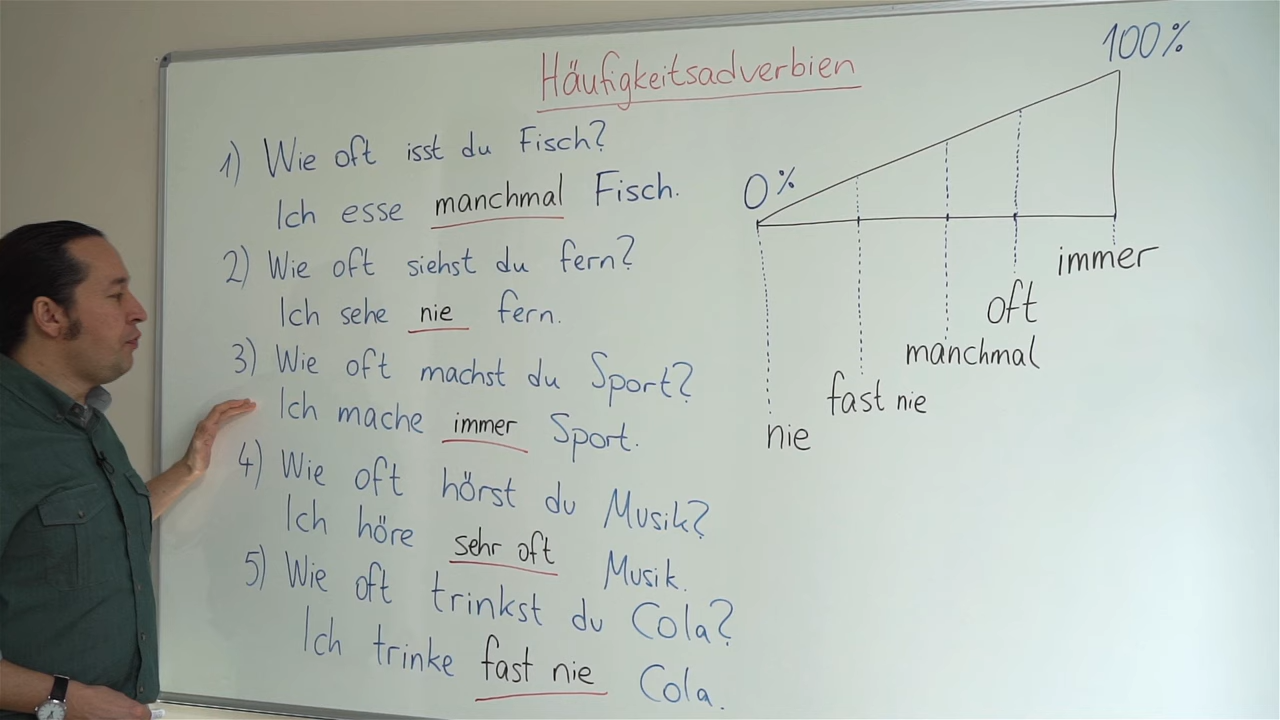 Häufigkeitsadverbien
1) Wie oft isst du Fisch?
Ich esse manchmal Fisch.
2) Wie oft siehst du fern?
Ich sehe nie fern.
3) Wie oft machst du Sport?
Ich mache immer Sport.
4) Wie oft hörst du Musik?
Ich höre sehr oft Musik.
5) Wie oft trinkst du Cola?
Ich trinke fast nie Cola.
100%
0%
immer
oft
manchmal
fast nie
nie